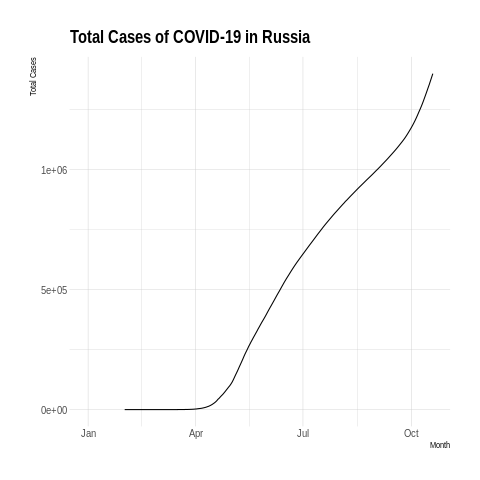 Total Cases of COVID-19 in Russia
Total Cases
1e+06
5e+05
0e+00
Jan Apr Jul Oct
Month